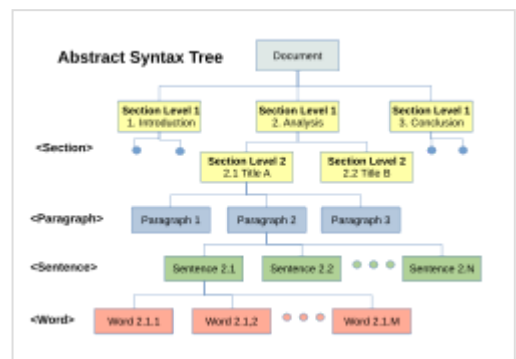 Abstract Syntax Tree
Document
Section Level 1
1. Introduction
Section Level 1
2. Analysis
Section Level 1
3. Conclusion
<Section>
Section Level 2
2.1 Title A
Section Level 2
2.2 Title B
<Paragraph>
Paragraph 1
Paragraph 2
Paragraph 3
<Sentence>
Sentence 2.1
Sentence 2.2
Sentence 2.N
<Word>
Word 2.1.1
Word 2.1.2
Word 2.1.M